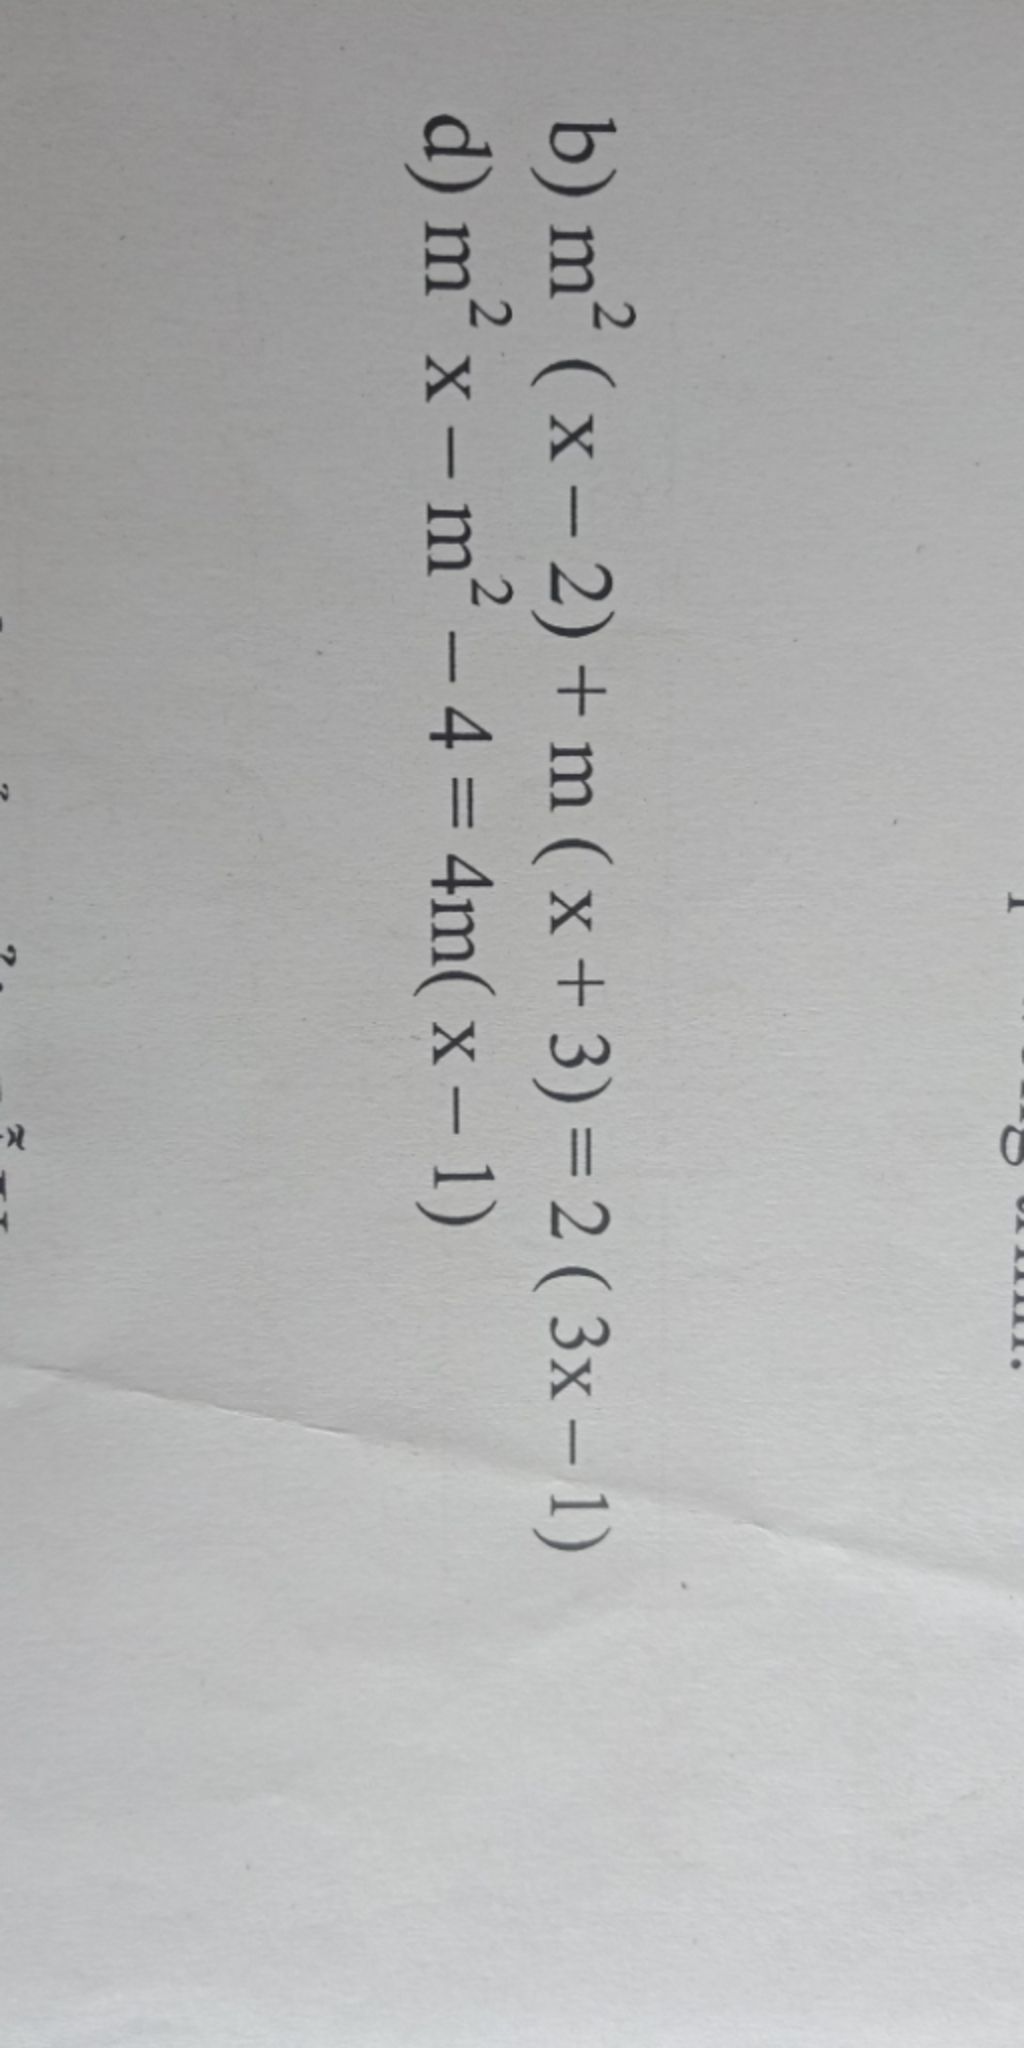 b) m² ( x – 2) + m ( x + 3) = 2 ( 3x – 1)
d) m² x – m² – 4 = 4m( x – 1)